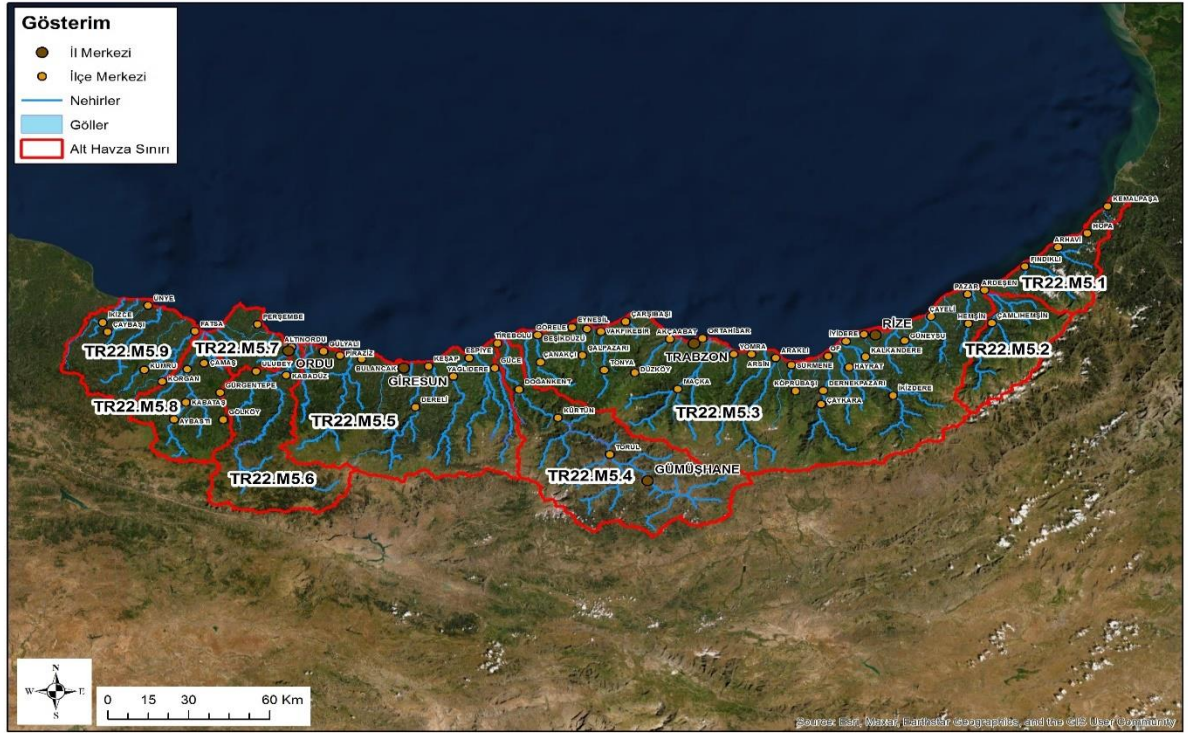 Gösterim
İl Merkezi
İlçe Merkezi
Nehirler
Göller
Alt Havza Sınırı
KEMALPAŞA
HOPA
ARHAVİ
FINDIKLI
TR22.M5.1
ARDEŞEN
PAZAR
ÇAMLIHEMŞİN
HEMŞİN
TR22.M5.2
ÇAYELİ
RİZE
GÜNEYSU
İYİDERE
KALKANDERE
OF
HAYRAT
İKİZDERE
DERNEKPAZARI
ÇAYKARA
KÖPRÜBAŞI
SÜRMENE
ARAKLI
YOMRA
ARSİN
ORTAHİSAR
TRABZON
AKÇAABAT
MAÇKA
TR22.M5.3
DÜZKÖY
TONYA
ÇARŞIBAŞI
VAKFIKEBİR
ŞALPAZARI
EYNESİL
GÖRELE
BEŞİKDÜZÜ
ÇANAKÇI
TİREBOLU
DOĞANKENT
KÜRTÜN
TORUL
GÜMÜŞHANE
TR22.M5.4
GÜCE
ESPİYE
YAĞLIDERE
KEŞAP
GİRESUN
DERELİ
BULANCAK
PİRAZİZ
TR22.M5.5
GÜLYALI
ALTINORDU
ORDU
PERŞEMBE
KABADÜZ
ULUBEY
TR22.M5.7
FATSA
ÇAMAŞ
GÜRGENTEPE
GÖLKÖY
TR22.M5.6
KABATAŞ
AYBASTI
TR22.M5.8
KORGAN
KUMRU
TR22.M5.9
ÜNYE
İKİZCE
ÇAYBAŞI
N
W E
S
0 15 30 60 Km
Source: Esri, Maxar, Earthstar Geographics, and the GIS User Community